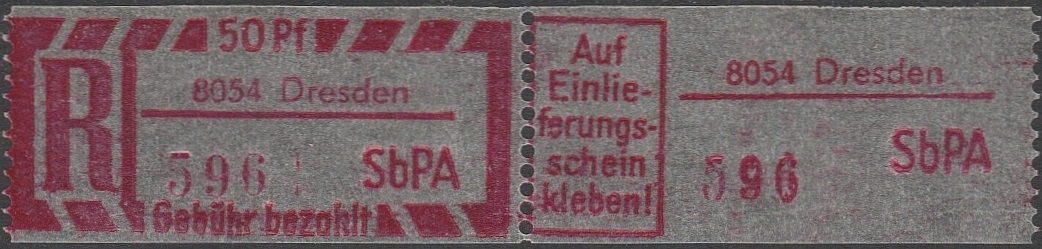 50 Pf
R
8054 Dresden
596
SbPA
Gebühr bezahlt
Auf
Einlie-
ferungs-
schein
kleben!
8054 Dresden
596
SbPA